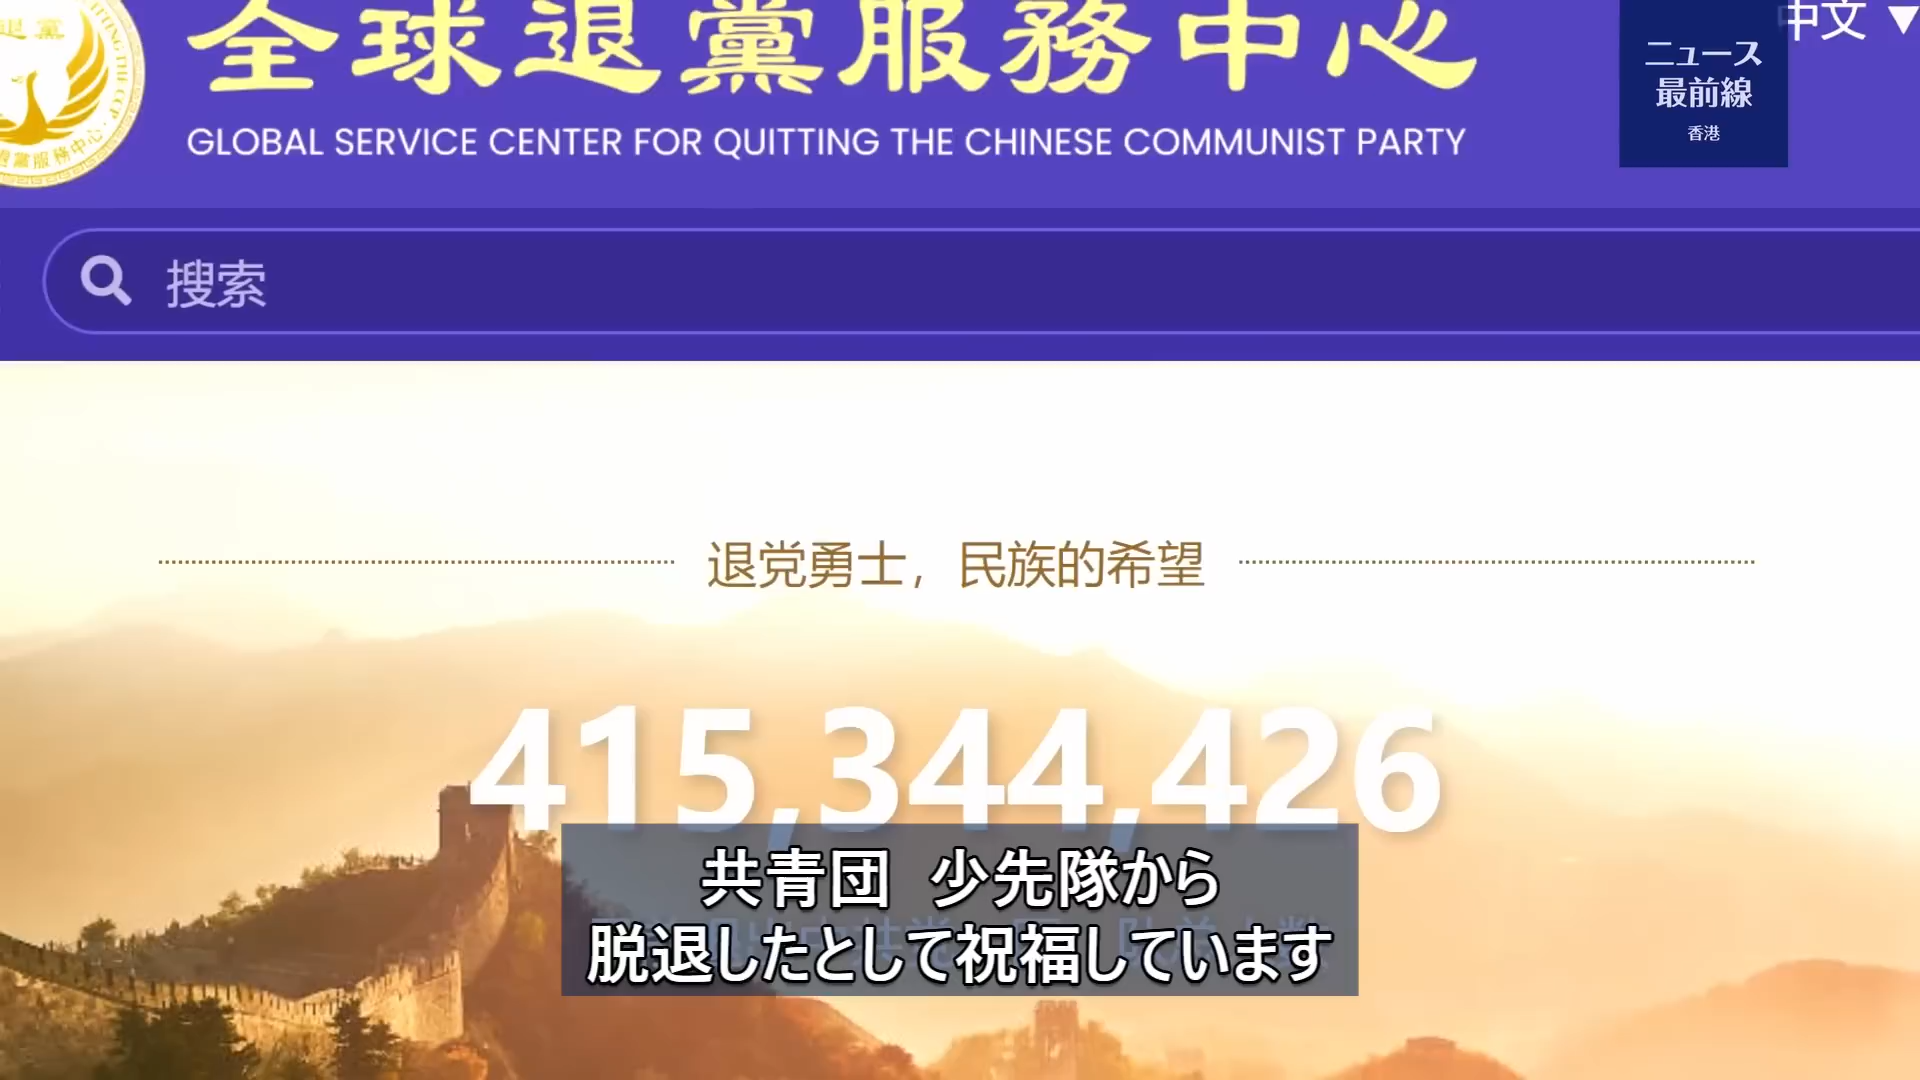 退黨
全球退黨服務中心
GLOBAL SERVICE CENTER FOR QUITTING THE CHINESE COMMUNIST PARTY
中文 ▼
ニュース
最前線
香港
搜索
退党勇士，民族的希望
415,344,426
共青団 少先隊から
脱退したとして祝福しています